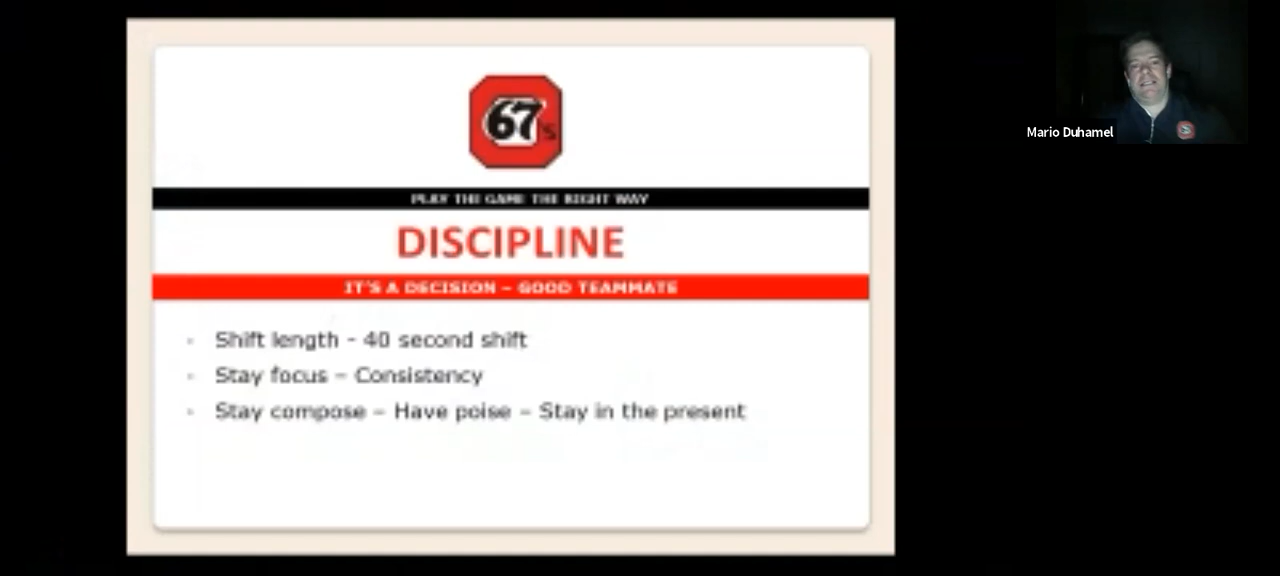 67's
PLAY THE GAME THE RIGHT WAY
DISCIPLINE
IT'S A DECISION – GOOD TEAMMATE
Shift length - 40 second shift
Stay focus – Consistency
Stay compose – Have poise – Stay in the present
Mario Duhamel